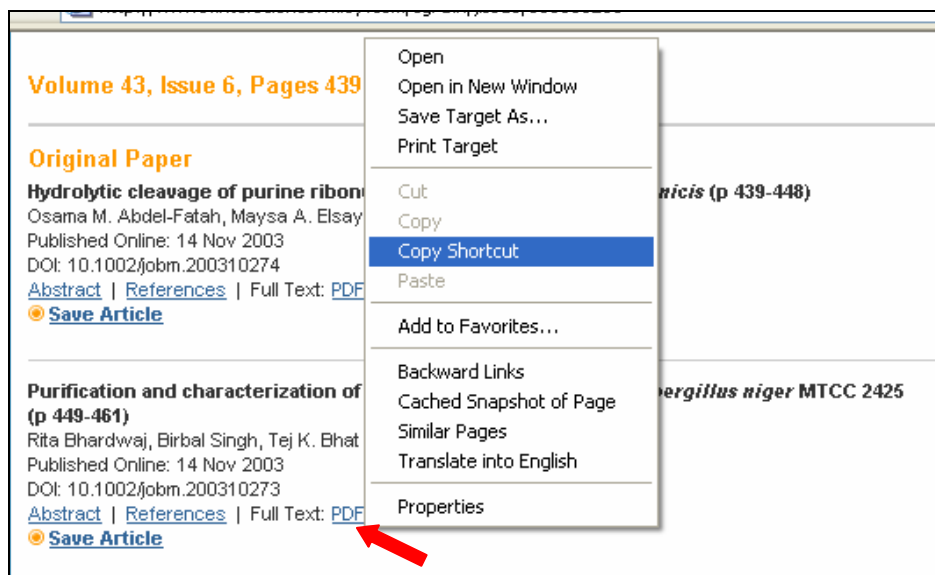 Volume 43, Issue 6, Pages 439
Original Paper
Hydrolytic cleavage of purine ribon nicis (p 439-448)
Osama M. Abdel-Fatah, Maysa A. Elsay
Published Online: 14 Nov 2003
DOI: 10.1002/jobm.200310274
Abstract | References | Full Text: PDF
Save Article
Purification and characterization of pergillus niger MTCC 2425
(p 449-461)
Rita Bhardwaj, Birbal Singh, Tej K. Bhat
Published Online: 14 Nov 2003
DOI: 10.1002/jobm.200310273
Abstract | References | Full Text: PDF
Save Article
Open
Open in New Window
Save Target As...
Print Target
Cut
Copy
Copy Shortcut
Paste
Add to Favorites...
Backward Links
Cached Snapshot of Page
Similar Pages
Translate into English
Properties